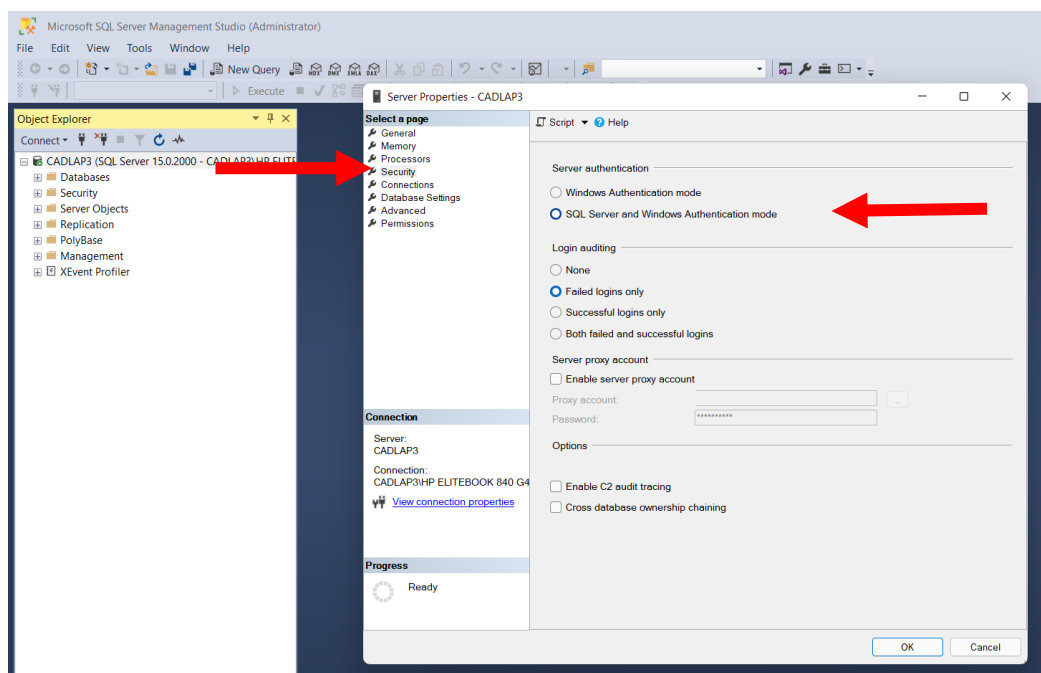 Microsoft SQL Server Management Studio (Administrator)
File Edit View Tools Window Help
New Query MDX DMX XMLA DAX
Execute
Object Explorer
Connect
CADLAP3 (SQL Server 15.0.2000 - CADLAP3\HP ELITE
Databases
Security
Server Objects
Replication
PolyBase
Management
XEvent Profiler
Server Properties - CADLAP3
Select a page
General
Memory
Processors
Security
Connections
Database Settings
Advanced
Permissions
Connection
Server:
CADLAP3
Connection:
CADLAP3\HP ELITEBOOK 840 G4
View connection properties
Progress
Ready
Script Help
Server authentication
Windows Authentication mode
SQL Server and Windows Authentication mode
Login auditing
None
Failed logins only
Successful logins only
Both failed and successful logins
Server proxy account
Enable server proxy account
Proxy account:
...
Password:
**********
Options
Enable C2 audit tracing
Cross database ownership chaining
OK Cancel